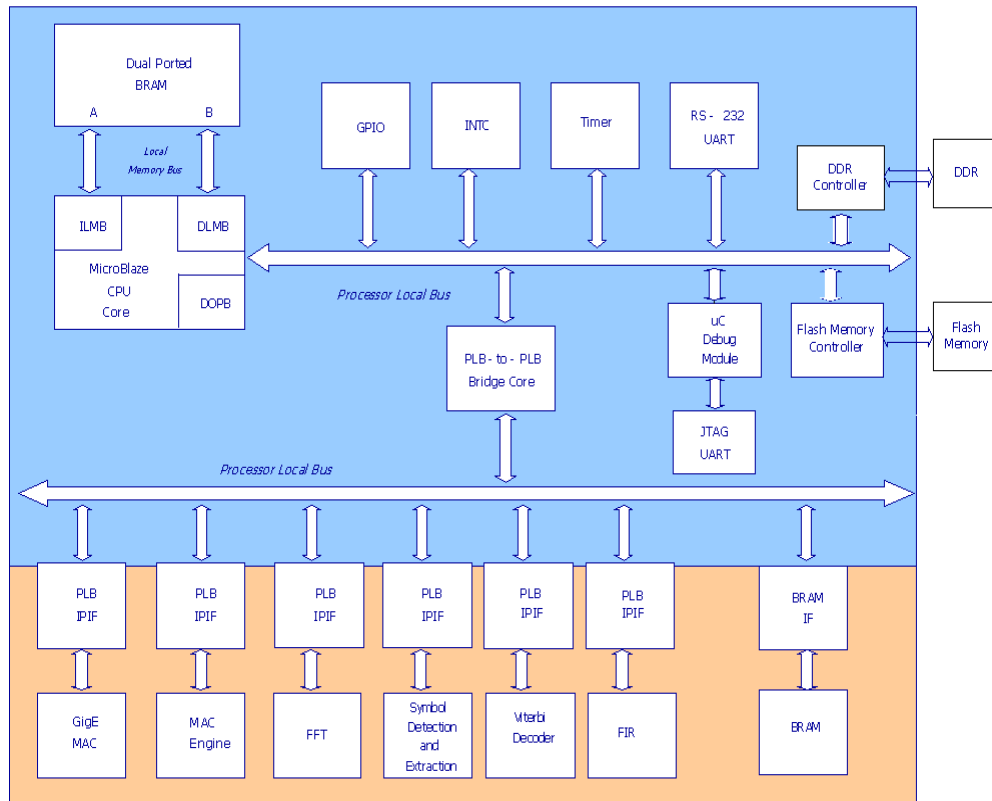 Dual Ported
BRAM
A
B
Local
Memory Bus
GPIO
INTC
Timer
RS - 232
UART
DDR
Controller
DDR
ILMB
DLMB
MicroBlaze
CPU
Core
DOPB
Processor Local Bus
PLB - to - PLB
Bridge Core
uC
Debug
Module
Flash Memory
Controller
Flash
Memory
JTAG
UART
Processor Local Bus
PLB
IPIF
PLB
IPIF
PLB
IPIF
PLB
IPIF
PLB
IPIF
PLB
IPIF
BRAM
IF
GigE
MAC
MAC
Engine
FFT
Symbol
Detection
and
Extraction
Viterbi
Decoder
FIR
BRAM